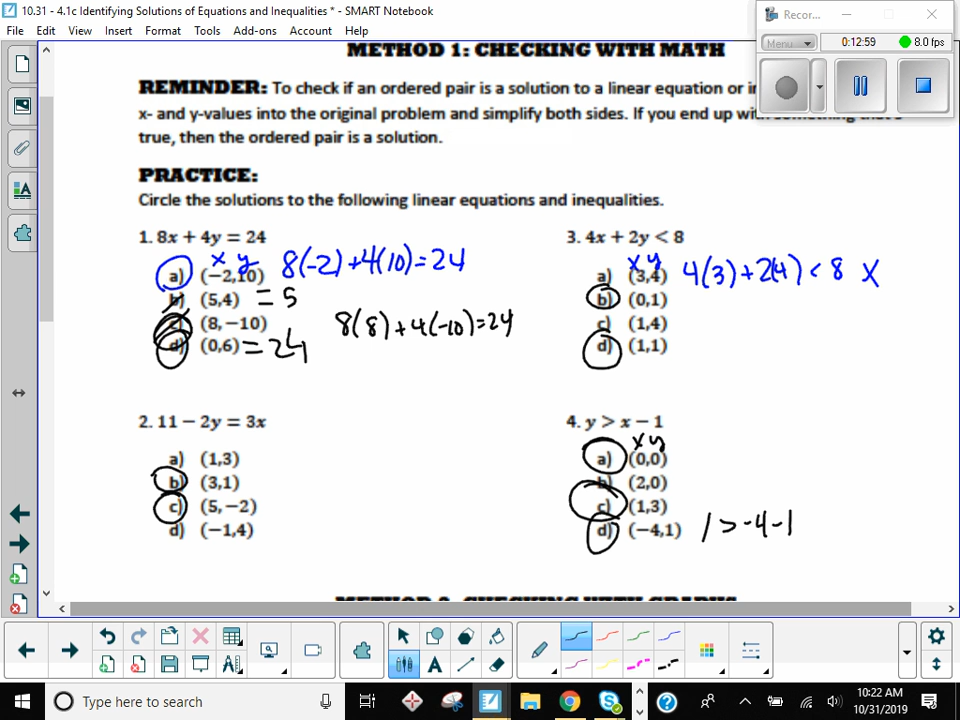 10.31 - 4.1c Identifying Solutions of Equations and Inequalities * - SMART Notebook
Recor...
File Edit View Insert Format Tools Add-ons Account Help
Menu
0:12:59
8.0 fps
METHOD 1: CHECKING WITH MATH
REMINDER: To check if an ordered pair is a solution to a linear equation or i
x- and y-values into the original problem and simplify both sides. If you end up
true, then the ordered pair is a solution.
PRACTICE:
Circle the solutions to the following linear equations and inequalities.
1. 8x + 4y = 24
x y
a) (−2,10) 8(-2)+4(10)=24
b) (5,4) = 5
c) (8, −10) 8(8)+4(-10)=24
d) (0,6) = 24
3. 4x + 2y < 8
x y
a) (3,4) 4(3)+2(4) < 8 X
b) (0,1)
c) (1,4)
d) (1,1)
2. 11 − 2y = 3x
a) (1,3)
b) (3,1)
c) (5, −2)
d) (−1,4)
4. y > x − 1
x y
a) (0,0)
b) (2,0)
c) (1,3)
d) (−4,1) 1 > -4-1
METHOD 2: CHECKING WITH GRAPHS
Type here to search
10:22 AM
10/31/2019